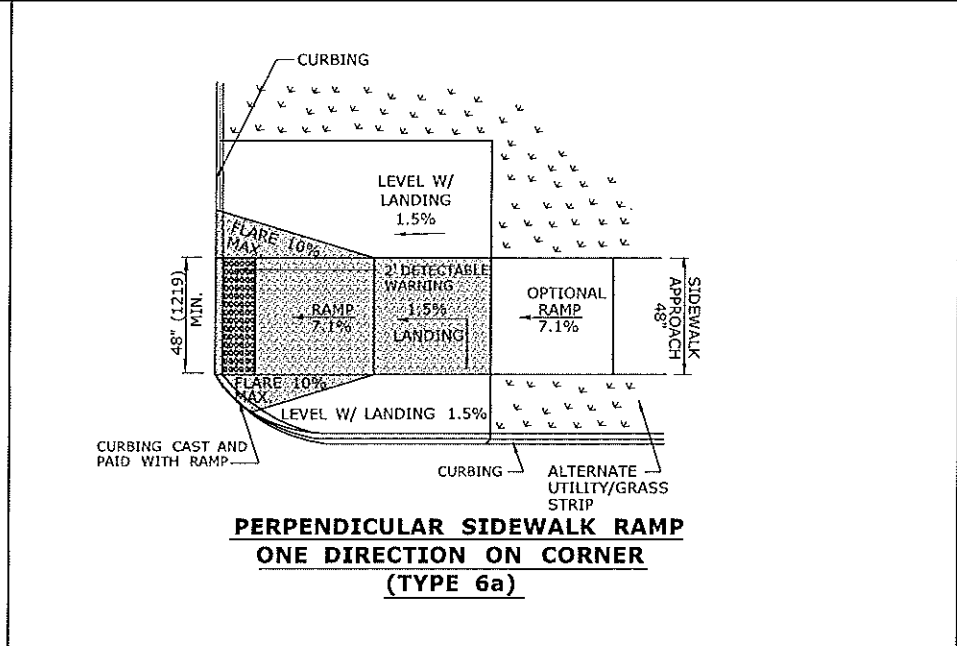 CURBING
LEVEL W/
LANDING
1.5%
FLARE 10%
MAX
48" (1219)
MIN.
2' DETECTABLE
WARNING
RAMP
7.1%
1.5%
LANDING
OPTIONAL
RAMP
7.1%
SIDEWALK
APPROACH
48"
FLARE 10%
MAX.
LEVEL W/ LANDING 1.5%
CURBING CAST AND
PAID WITH RAMP
CURBING
ALTERNATE
UTILITY/GRASS
STRIP
PERPENDICULAR SIDEWALK RAMP
ONE DIRECTION ON CORNER
(TYPE 6a)